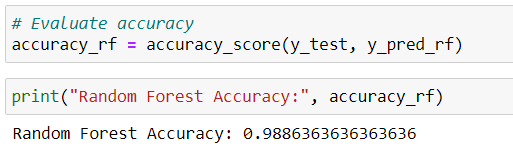 # Evaluate accuracy
accuracy_rf = accuracy_score(y_test, y_pred_rf)
print("Random Forest Accuracy:", accuracy_rf)
Random Forest Accuracy: 0.9886363636363636